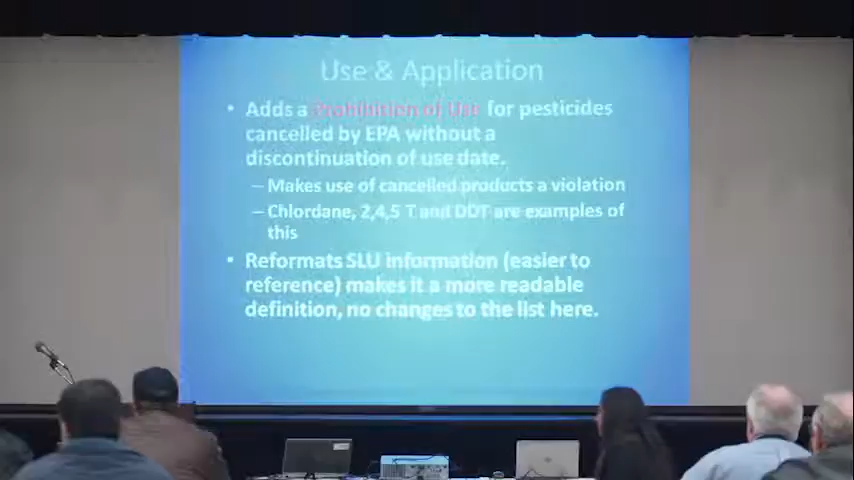 Use & Application
• Adds a Prohibition of Use for pesticides
cancelled by EPA without a
discontinuation of use date.
– Makes use of cancelled products a violation
– Chlordane, 2,4,5 T and DDT are examples of
this
• Reformats SLU information (easier to
reference) makes it a more readable
definition, no changes to the list here.